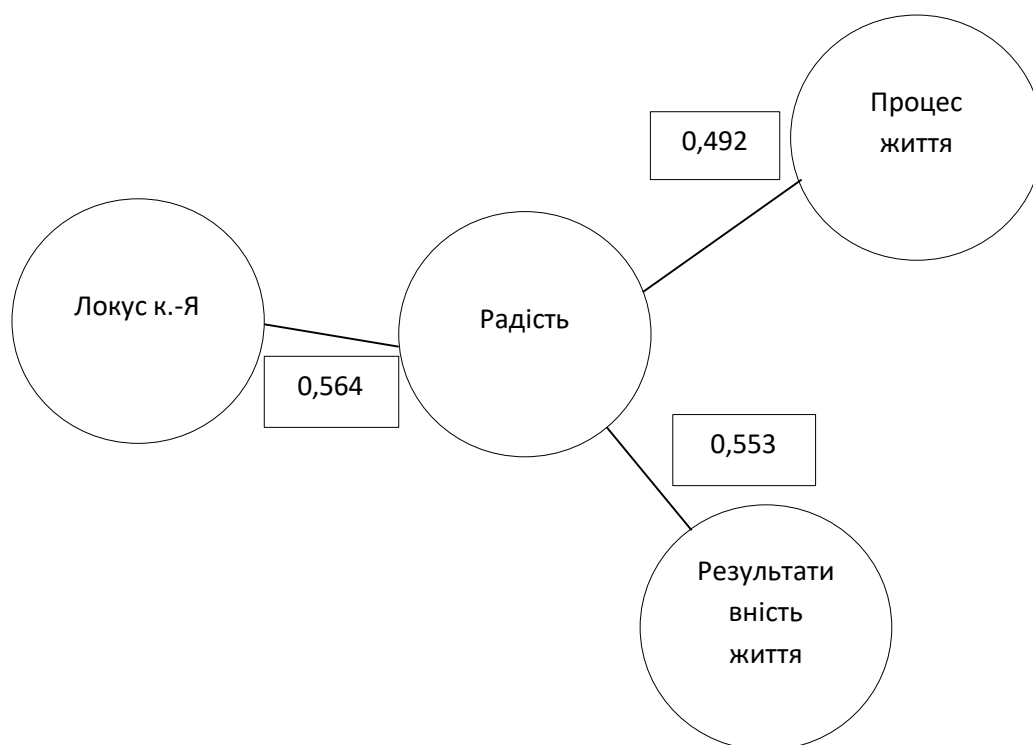 Процес
життя
0,492
Локус к.-Я
Радість
0,564
0,553
Результати
вність
життя